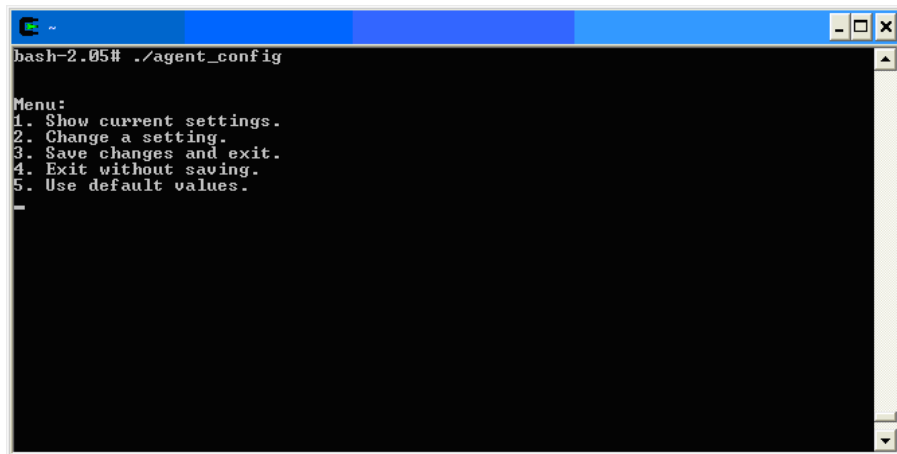 ~
bash-2.05# ./agent_config
Menu:
1. Show current settings.
2. Change a setting.
3. Save changes and exit.
4. Exit without saving.
5. Use default values.